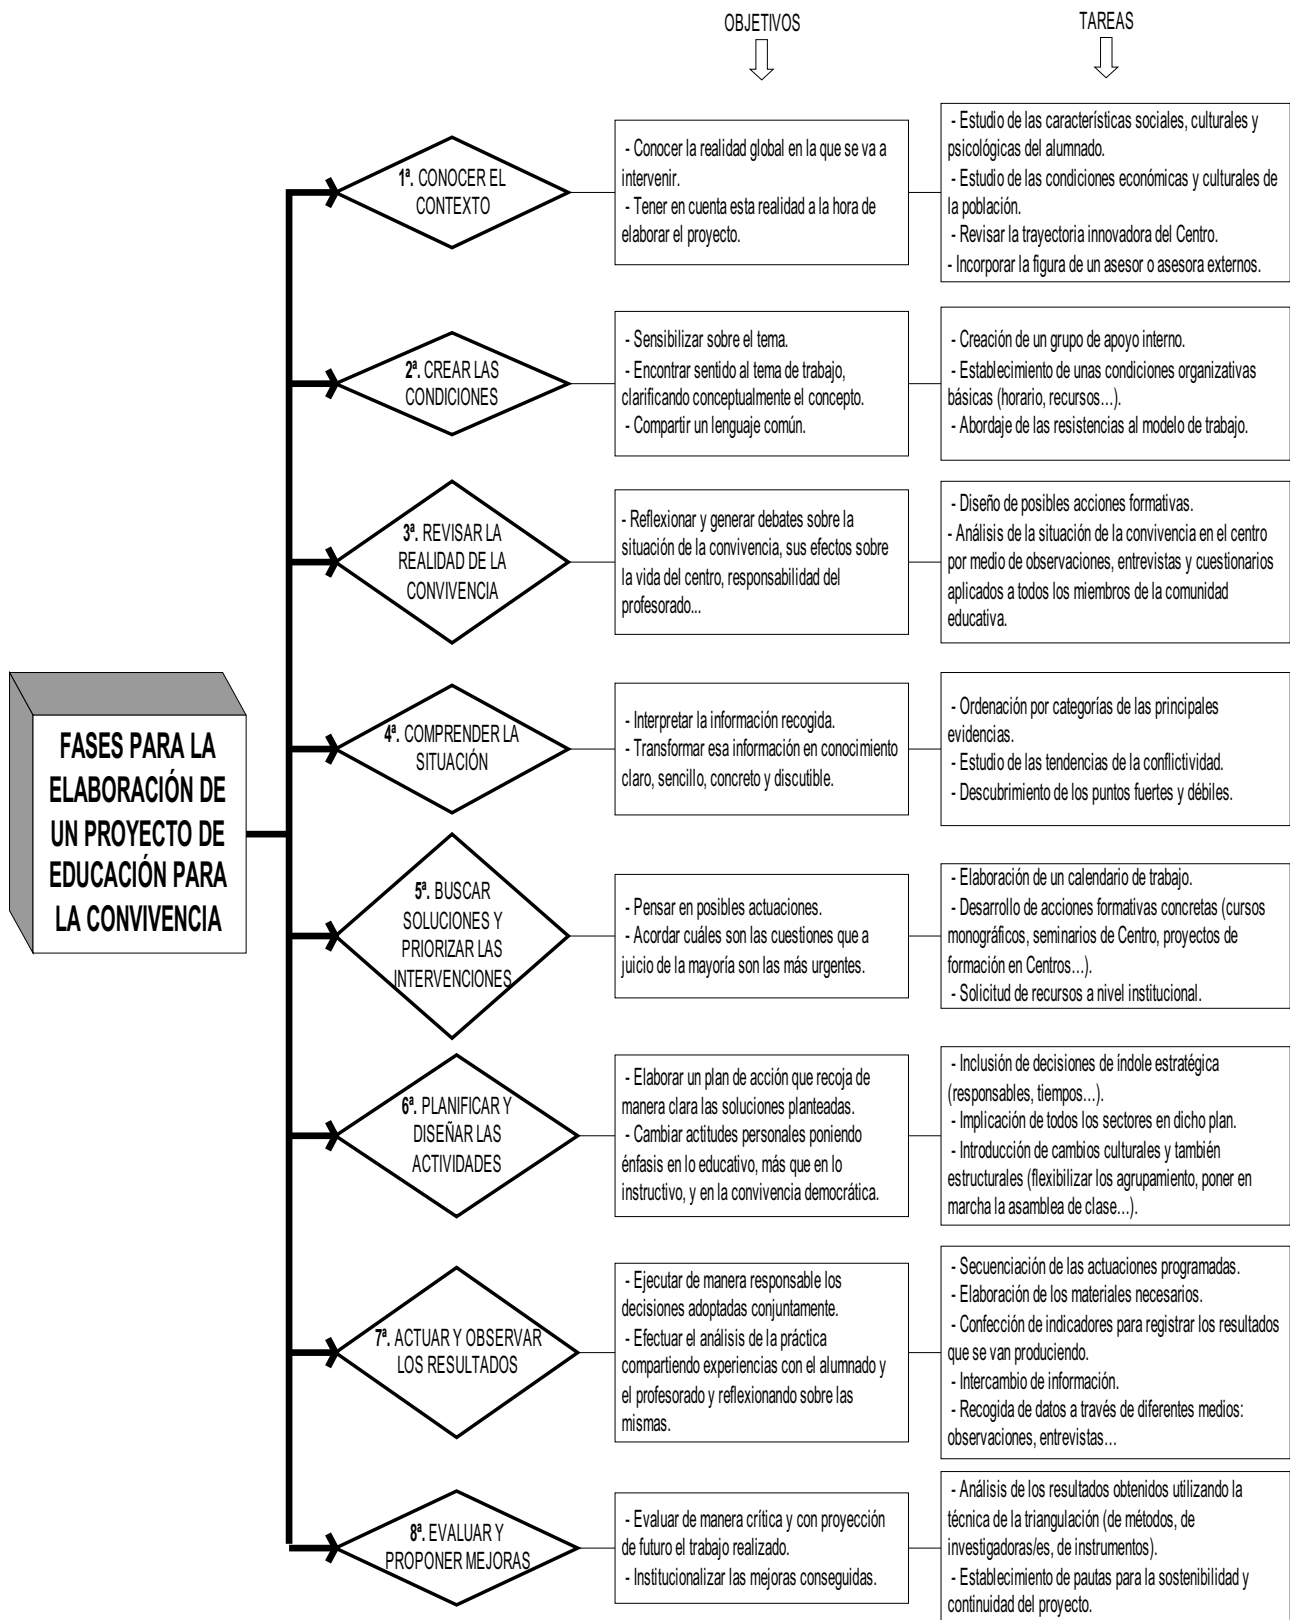 OBJETIVOS
TAREAS
FASES PARA LA
ELABORACIÓN DE
UN PROYECTO DE
EDUCACIÓN PARA
LA CONVIVENCIA
1ª. CONOCER EL
CONTEXTO
- Conocer la realidad global en la que se va a
intervenir.
- Tener en cuenta esta realidad a la hora de
elaborar el proyecto.
- Estudio de las características sociales, culturales y
psicológicas del alumnado.
- Estudio de las condiciones económicas y culturales de
la población.
- Revisar la trayectoria innovadora del Centro.
- Incorporar la figura de un asesor o asesora externos.
2ª. CREAR LAS
CONDICIONES
- Sensibilizar sobre el tema.
- Encontrar sentido al tema de trabajo,
clarificando conceptualmente el concepto.
- Compartir un lenguaje común.
- Creación de un grupo de apoyo interno.
- Establecimiento de unas condiciones organizativas
básicas (horario, recursos…).
- Abordaje de las resistencias al modelo de trabajo.
3ª. REVISAR LA
REALIDAD DE LA
CONVIVENCIA
- Reflexionar y generar debates sobre la
situación de la convivencia, sus efectos sobre
la vida del centro, responsabilidad del
profesorado...
- Diseño de posibles acciones formativas.
- Análisis de la situación de la convivencia en el centro
por medio de observaciones, entrevistas y cuestionarios
aplicados a todos los miembros de la comunidad
educativa.
4ª. COMPRENDER LA
SITUACIÓN
- Interpretar la información recogida.
- Transformar esa información en conocimiento
claro, sencillo, concreto y discutible.
- Ordenación por categorías de las principales
evidencias.
- Estudio de las tendencias de la conflictividad.
- Descubrimiento de los puntos fuertes y débiles.
5ª. BUSCAR
SOLUCIONES Y
PRIORIZAR LAS
INTERVENCIONES
- Pensar en posibles actuaciones.
- Acordar cuáles son las cuestiones que a
juicio de la mayoría son las más urgentes.
- Elaboración de un calendario de trabajo.
- Desarrollo de acciones formativas concretas (cursos
monográficos, seminarios de Centro, proyectos de
formación en Centros…).
- Solicitud de recursos a nivel institucional.
6ª. PLANIFICAR Y
DISEÑAR LAS
ACTIVIDADES
- Elaborar un plan de acción que recoja de
manera clara las soluciones planteadas.
- Cambiar actitudes personales poniendo
énfasis en lo educativo, más que en lo
instructivo, y en la convivencia democrática.
- Inclusión de decisiones de índole estratégica
(responsables, tiempos…).
- Implicación de todos los sectores en dicho plan.
- Introducción de cambios culturales y también
estructurales (flexibilizar los agrupamiento, poner en
marcha la asamblea de clase…).
7ª. ACTUAR Y OBSERVAR
LOS RESULTADOS
- Ejecutar de manera responsable los
decisiones adoptadas conjuntamente.
- Efectuar el análisis de la práctica
compartiendo experiencias con el alumnado y
el profesorado y reflexionando sobre las
mismas.
- Secuenciación de las actuaciones programadas.
- Elaboración de los materiales necesarios.
- Confección de indicadores para registrar los resultados
que se van produciendo.
- Intercambio de información.
- Recogida de datos a través de diferentes medios:
observaciones, entrevistas…
8ª. EVALUAR Y
PROPONER MEJORAS
- Evaluar de manera crítica y con proyección
de futuro el trabajo realizado.
- Institucionalizar las mejoras conseguidas.
- Análisis de los resultados obtenidos utilizando la
técnica de la triangulación (de métodos, de
investigadoras/es, de instrumentos).
- Establecimiento de pautas para la sostenibilidad y
continuidad del proyecto.